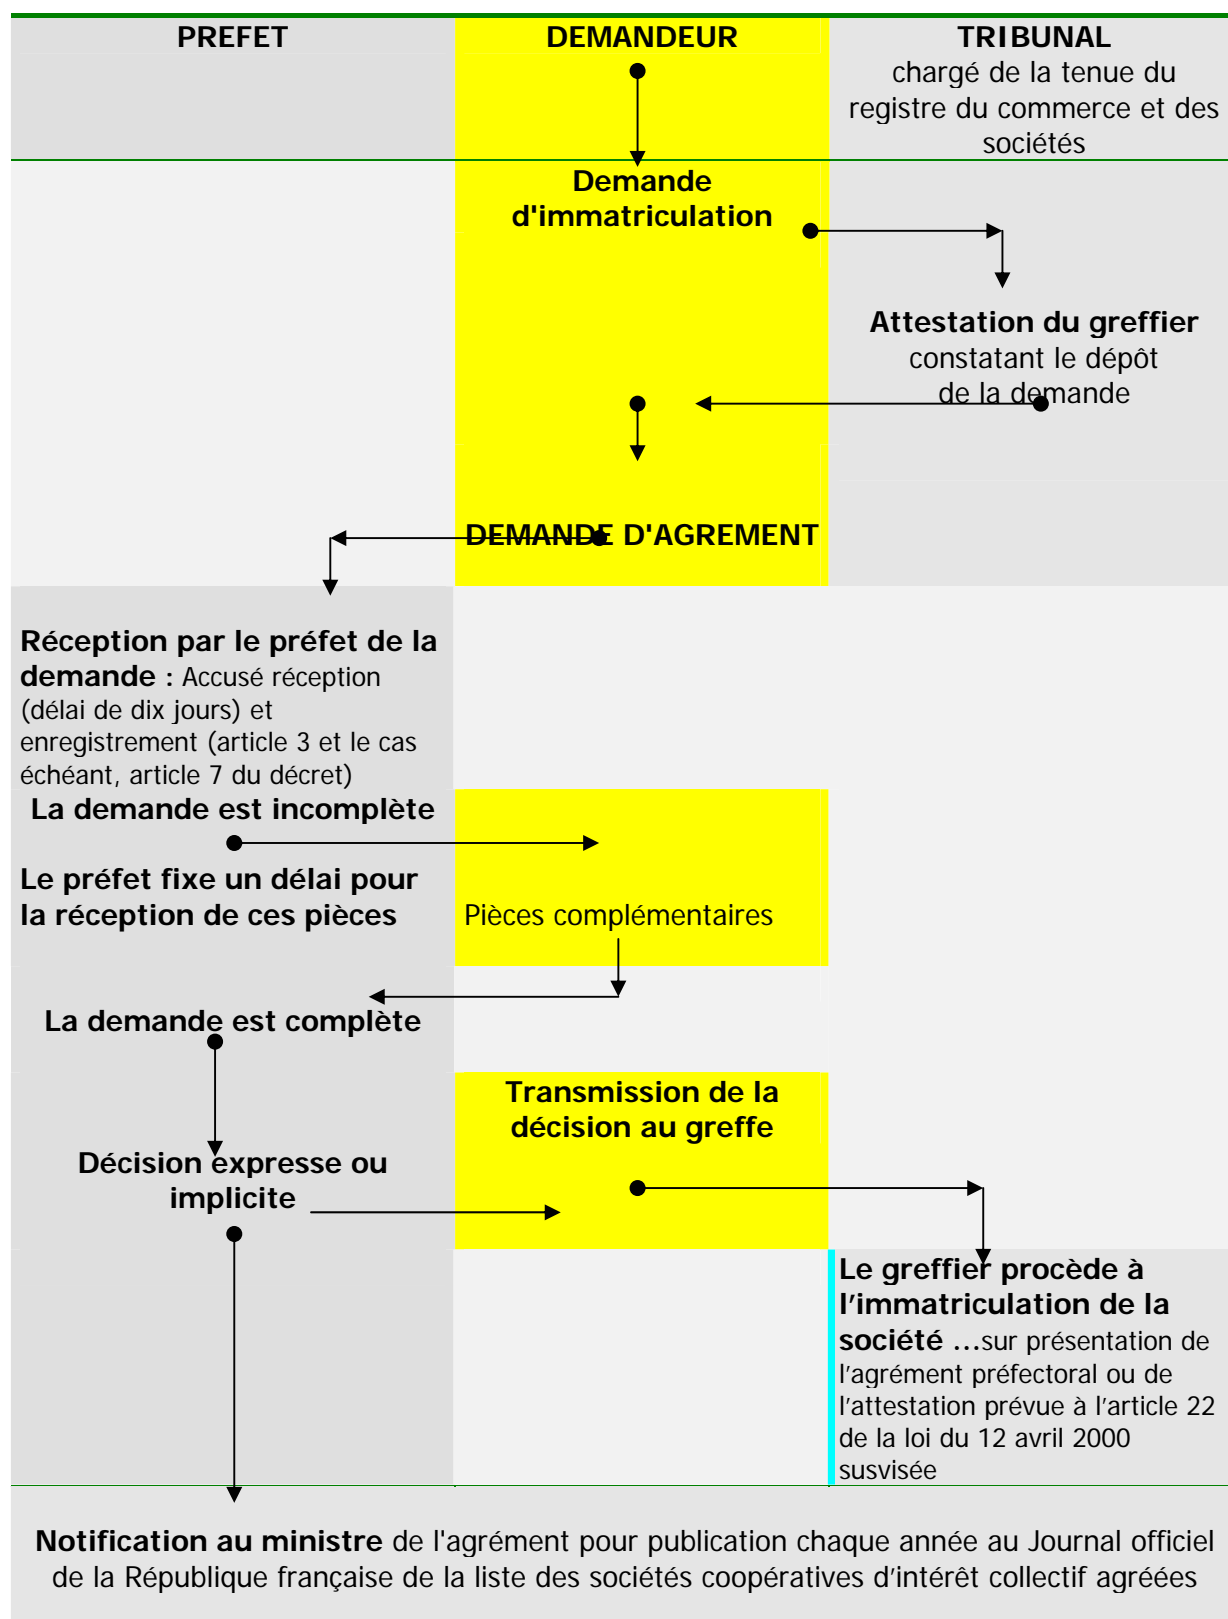 PREFET
DEMANDEUR
TRIBUNAL
chargé de la tenue du
registre du commerce et des
sociétés
Demande
d'immatriculation
Attestation du greffier
constatant le dépôt
de la demande
DEMANDE D'AGREMENT
Réception par le préfet de la
demande : Accusé réception
(délai de dix jours) et
enregistrement (article 3 et le cas
échéant, article 7 du décret)
La demande est incomplète
Le préfet fixe un délai pour
la réception de ces pièces
Pièces complémentaires
La demande est complète
Transmission de la
décision au greffe
Décision expresse ou
implicite
Le greffier procède à
l’immatriculation de la
société …sur présentation de
l’agrément préfectoral ou de
l’attestation prévue à l’article 22
de la loi du 12 avril 2000
susvisée
Notification au ministre de l'agrément pour publication chaque année au Journal officiel
de la République française de la liste des sociétés coopératives d’intérêt collectif agréées